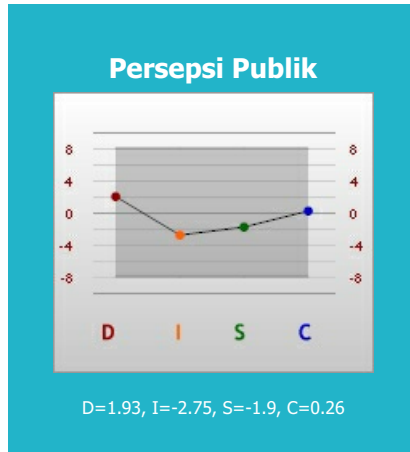 Persepsi Publik
8 8
4 4
0 0
-4 -4
-8 -8
D I S C
D=1.93, I=-2.75, S=-1.9, C=0.26